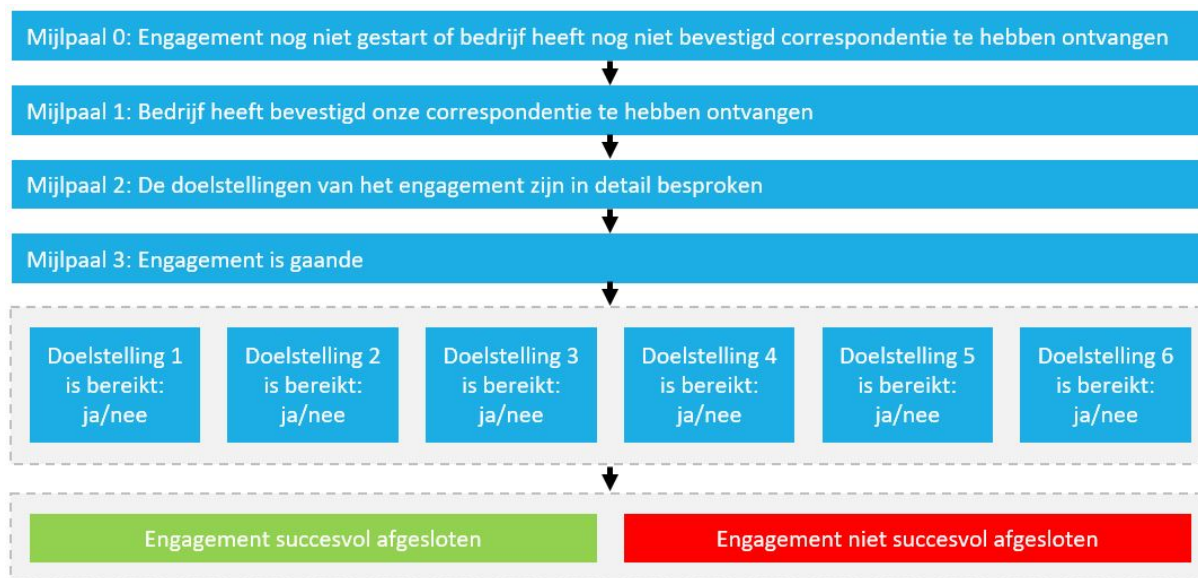 Mijlpaal 0: Engagement nog niet gestart of bedrijf heeft nog niet bevestigd correspondentie te hebben ontvangen
Mijlpaal 1: Bedrijf heeft bevestigd onze correspondentie te hebben ontvangen
Mijlpaal 2: De doelstellingen van het engagement zijn in detail besproken
Mijlpaal 3: Engagement is gaande
Doelstelling 1
is bereikt:
ja/nee
Doelstelling 2
is bereikt:
ja/nee
Doelstelling 3
is bereikt:
ja/nee
Doelstelling 4
is bereikt:
ja/nee
Doelstelling 5
is bereikt:
ja/nee
Doelstelling 6
is bereikt:
ja/nee
Engagement succesvol afgesloten
Engagement niet succesvol afgesloten